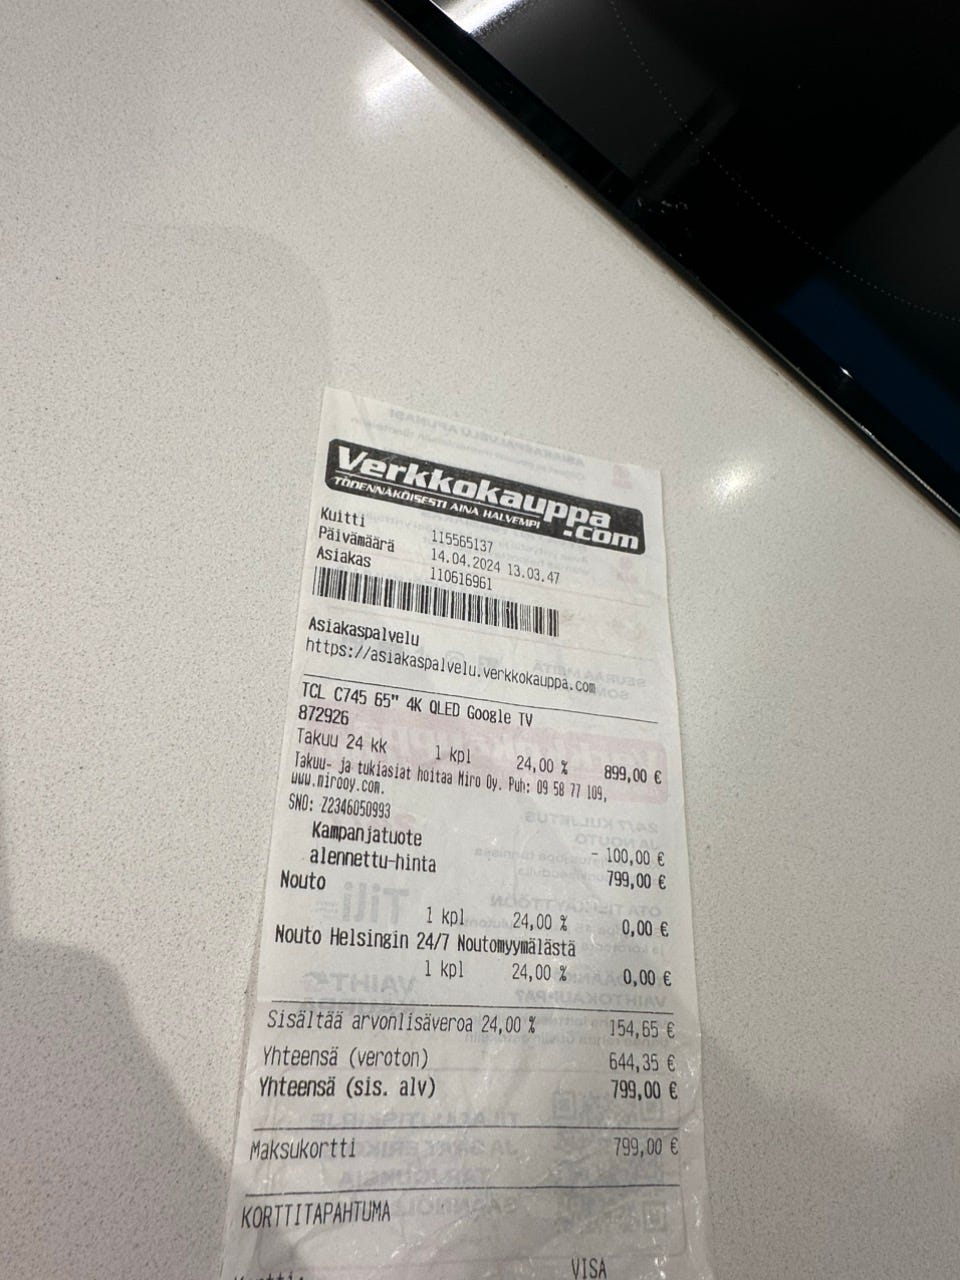 Verkkokauppa
.com
TODENNÄKÖISESTI AINA HALVEMPI
Kuitti 115565137
Päivämäärä 14.04.2024 13.03.47
Asiakas 110616961
Asiakaspalvelu
https://asiakaspalvelu.verkkokauppa.com
TCL C745 65" 4K QLED Google TV
872926
1 kpl 24,00 % 899,00 €
Takuu 24 kk
Takuu- ja tukiasiat hoitaa Miro Oy. Puh: 09 58 77 109,
www.mirooy.com.
SNO: Z2346050993
Kampanjatuote - 100,00 €
alennettu-hinta 799,00 €
Nouto
1 kpl 24,00 % 0,00 €
Nouto Helsingin 24/7 Noutomyymälästä
1 kpl 24,00 % 0,00 €
Sisältää arvonlisäveroa 24,00 % 154,65 €
Yhteensä (veroton) 644,35 €
Yhteensä (sis. alv) 799,00 €
Maksukortti 799,00 €
KORTTITAPAHTUMA
Kortti: VISA